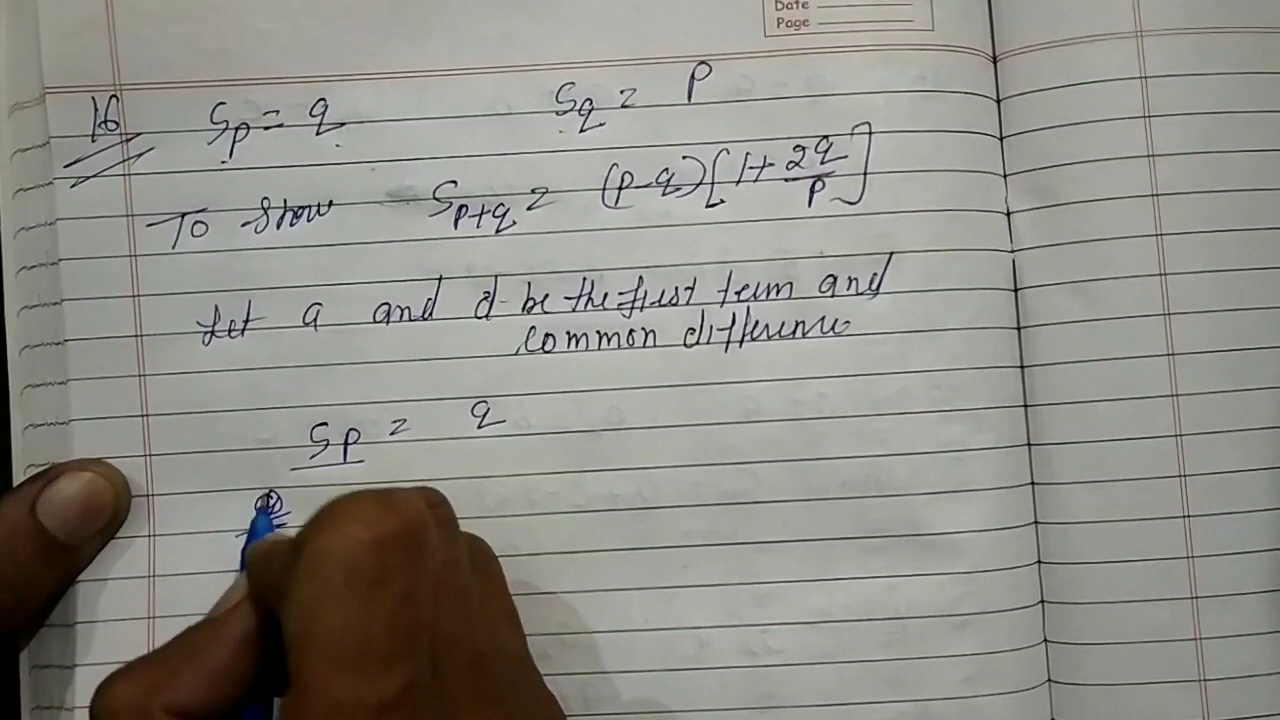 Date
Page
16 Sp = q Sq = p
To show Sp+q = (p-q)[1+2q/p]
Let a and d be the first term and
common difference
Sp = q